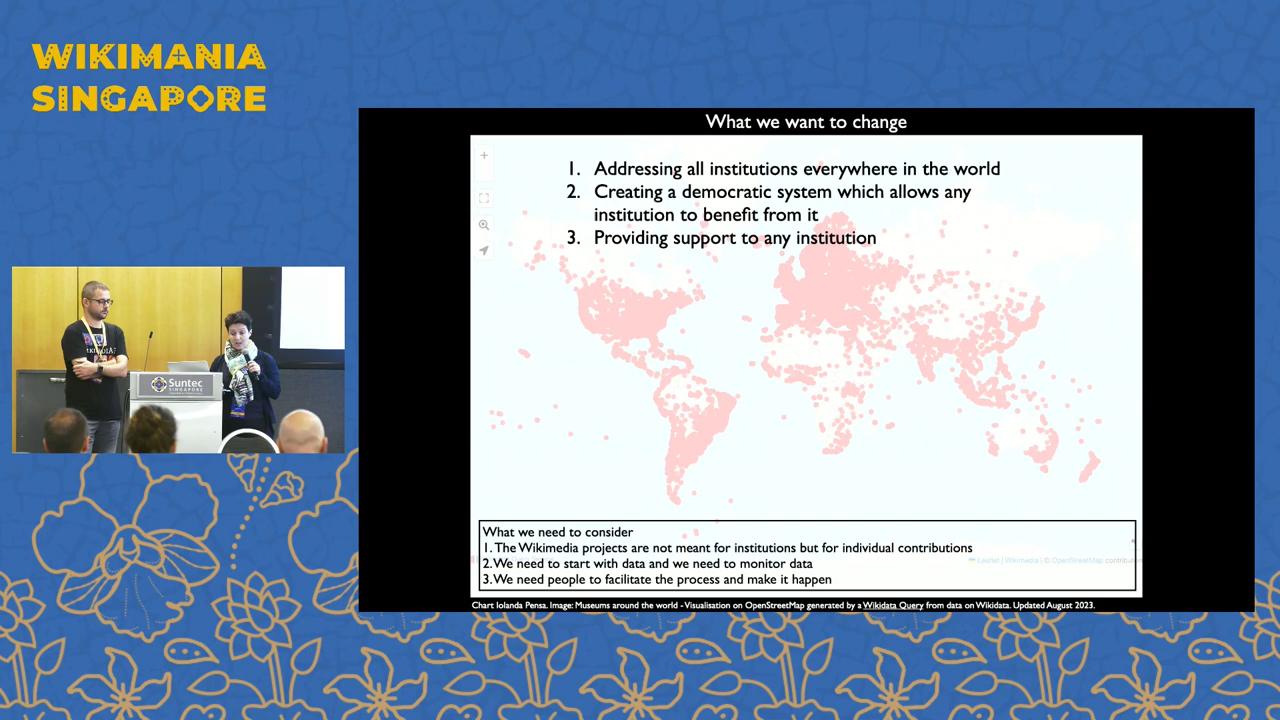 WIKIMANIA
SINGAPORE
What we want to change
1. Addressing all institutions everywhere in the world
2. Creating a democratic system which allows any
institution to benefit from it
3. Providing support to any institution
Suntec
SINGAPORE
What we need to consider
1. The Wikimedia projects are not meant for institutions but for individual contributions
2. We need to start with data and we need to monitor data
Leaflet | Wikimedia | © OpenStreetMap
3. We need people to facilitate the process and make it happen
Chart Iolanda Pensa. Image: Museums around the world - Visualisation on OpenStreetMap generated by a Wikidata Query from data on Wikidata. Updated August 2023.